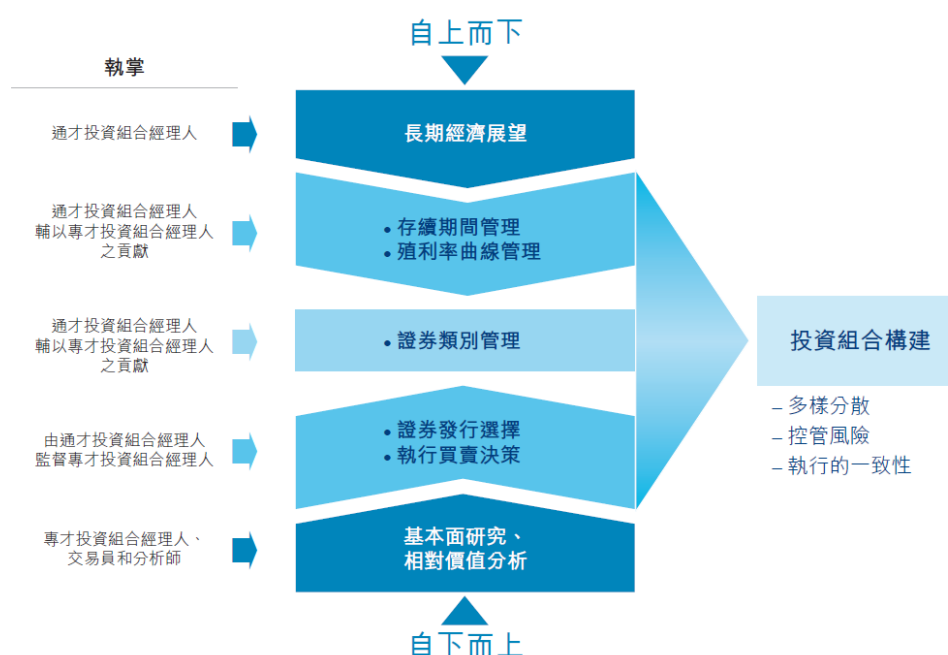 自上而下
執掌
通才投資組合經理人
長期經濟展望
通才投資組合經理人
輔以專才投資組合經理人
之貢獻
• 存續期間管理
• 殖利率曲線管理
通才投資組合經理人
輔以專才投資組合經理人
之貢獻
• 證券類別管理
投資組合構建
– 多樣分散
– 控管風險
– 執行的一致性
由通才投資組合經理人
監督專才投資組合經理人
• 證券發行選擇
• 執行買賣決策
專才投資組合經理人、
交易員和分析師
基本面研究、
相對價值分析
自下而上